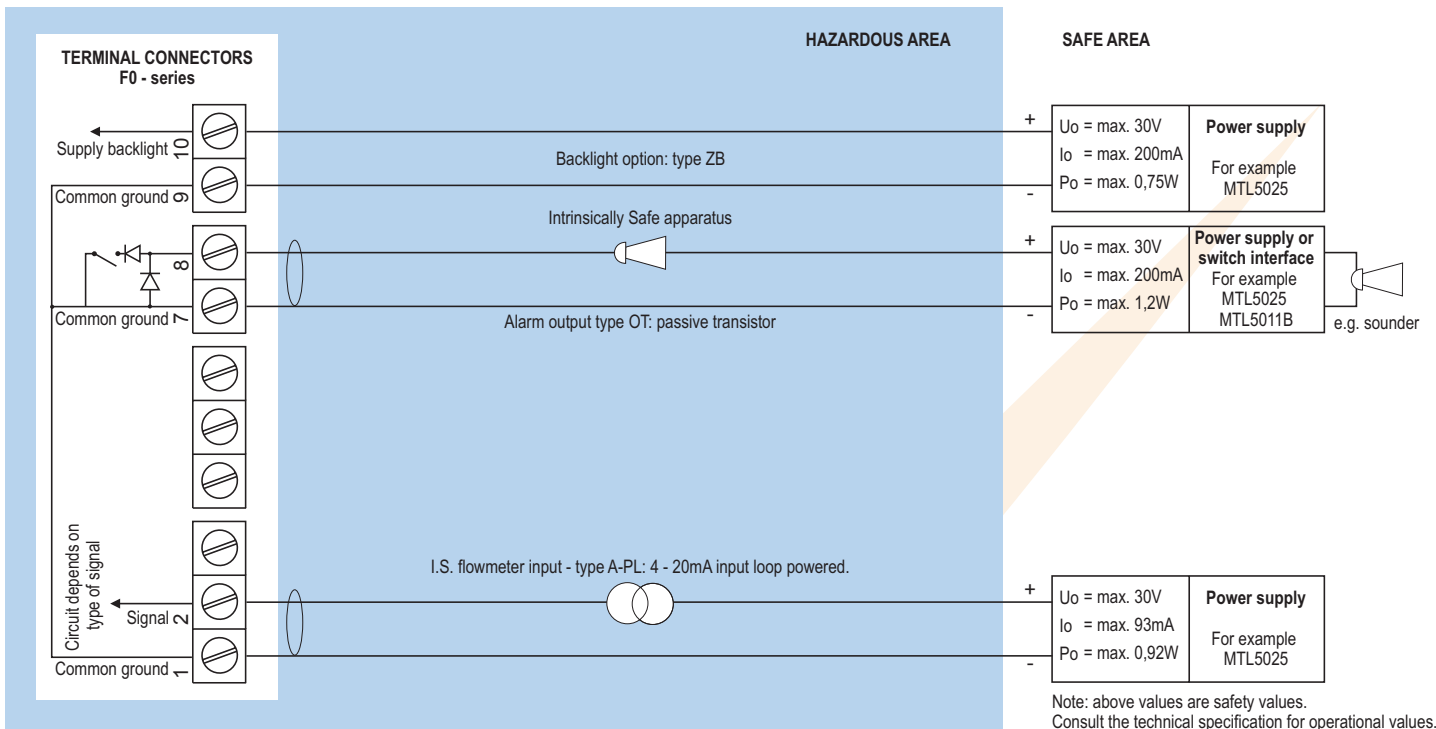 HAZARDOUS AREA
SAFE AREA
TERMINAL CONNECTORS
F0 - series
Supply backlight
10
Common ground
9
8
Common ground
7
Circuit depends on
type of signal
Signal
2
Common ground
1
Backlight option: type ZB
Intrinsically Safe apparatus
Alarm output type OT: passive transistor
I.S. flowmeter input - type A-PL: 4 - 20mA input loop powered.
+
-
Uo = max. 30V
Io = max. 200mA
Po = max. 0,75W
Power supply
For example
MTL5025
+
-
Uo = max. 30V
Io = max. 200mA
Po = max. 1,2W
Power supply or
switch interface
For example
MTL5025
MTL5011B
e.g. sounder
+
-
Uo = max. 30V
Io = max. 93mA
Po = max. 0,92W
Power supply
For example
MTL5025
Note: above values are safety values.
Consult the technical specification for operational values.